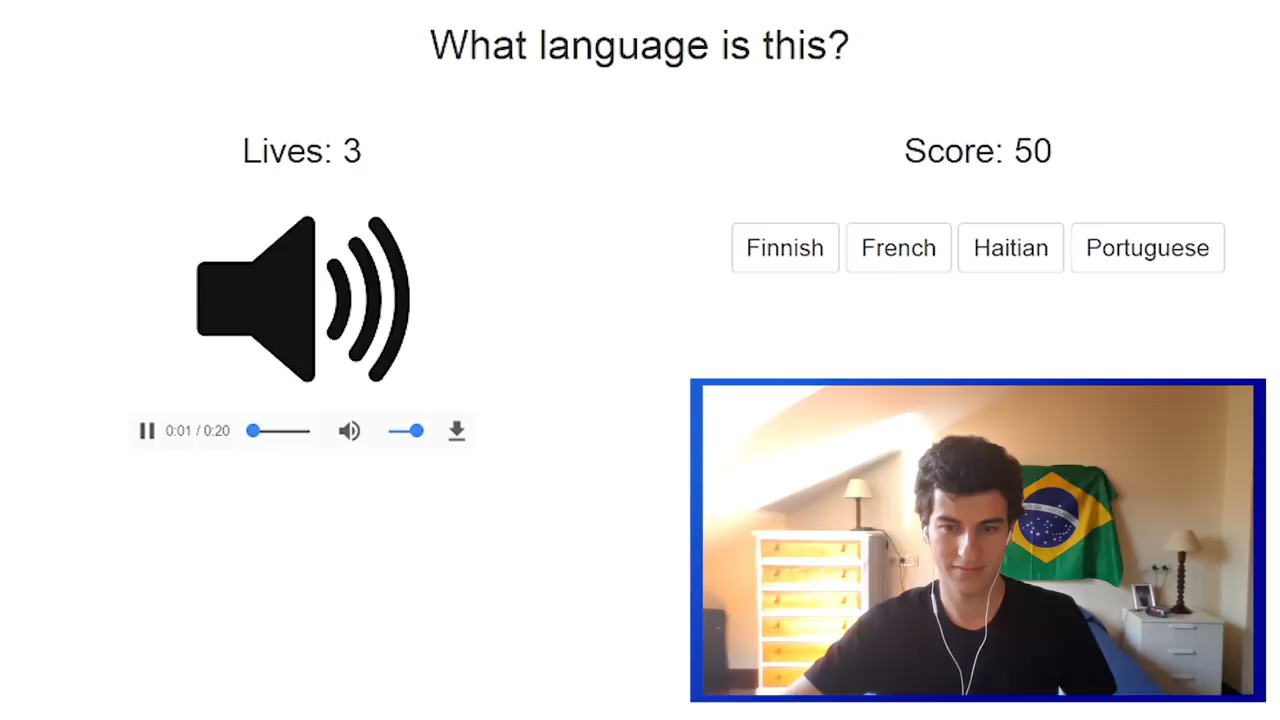 What language is this?
Lives: 3
Score: 50
Finnish
French
Haitian
Portuguese
0:01 / 0:20